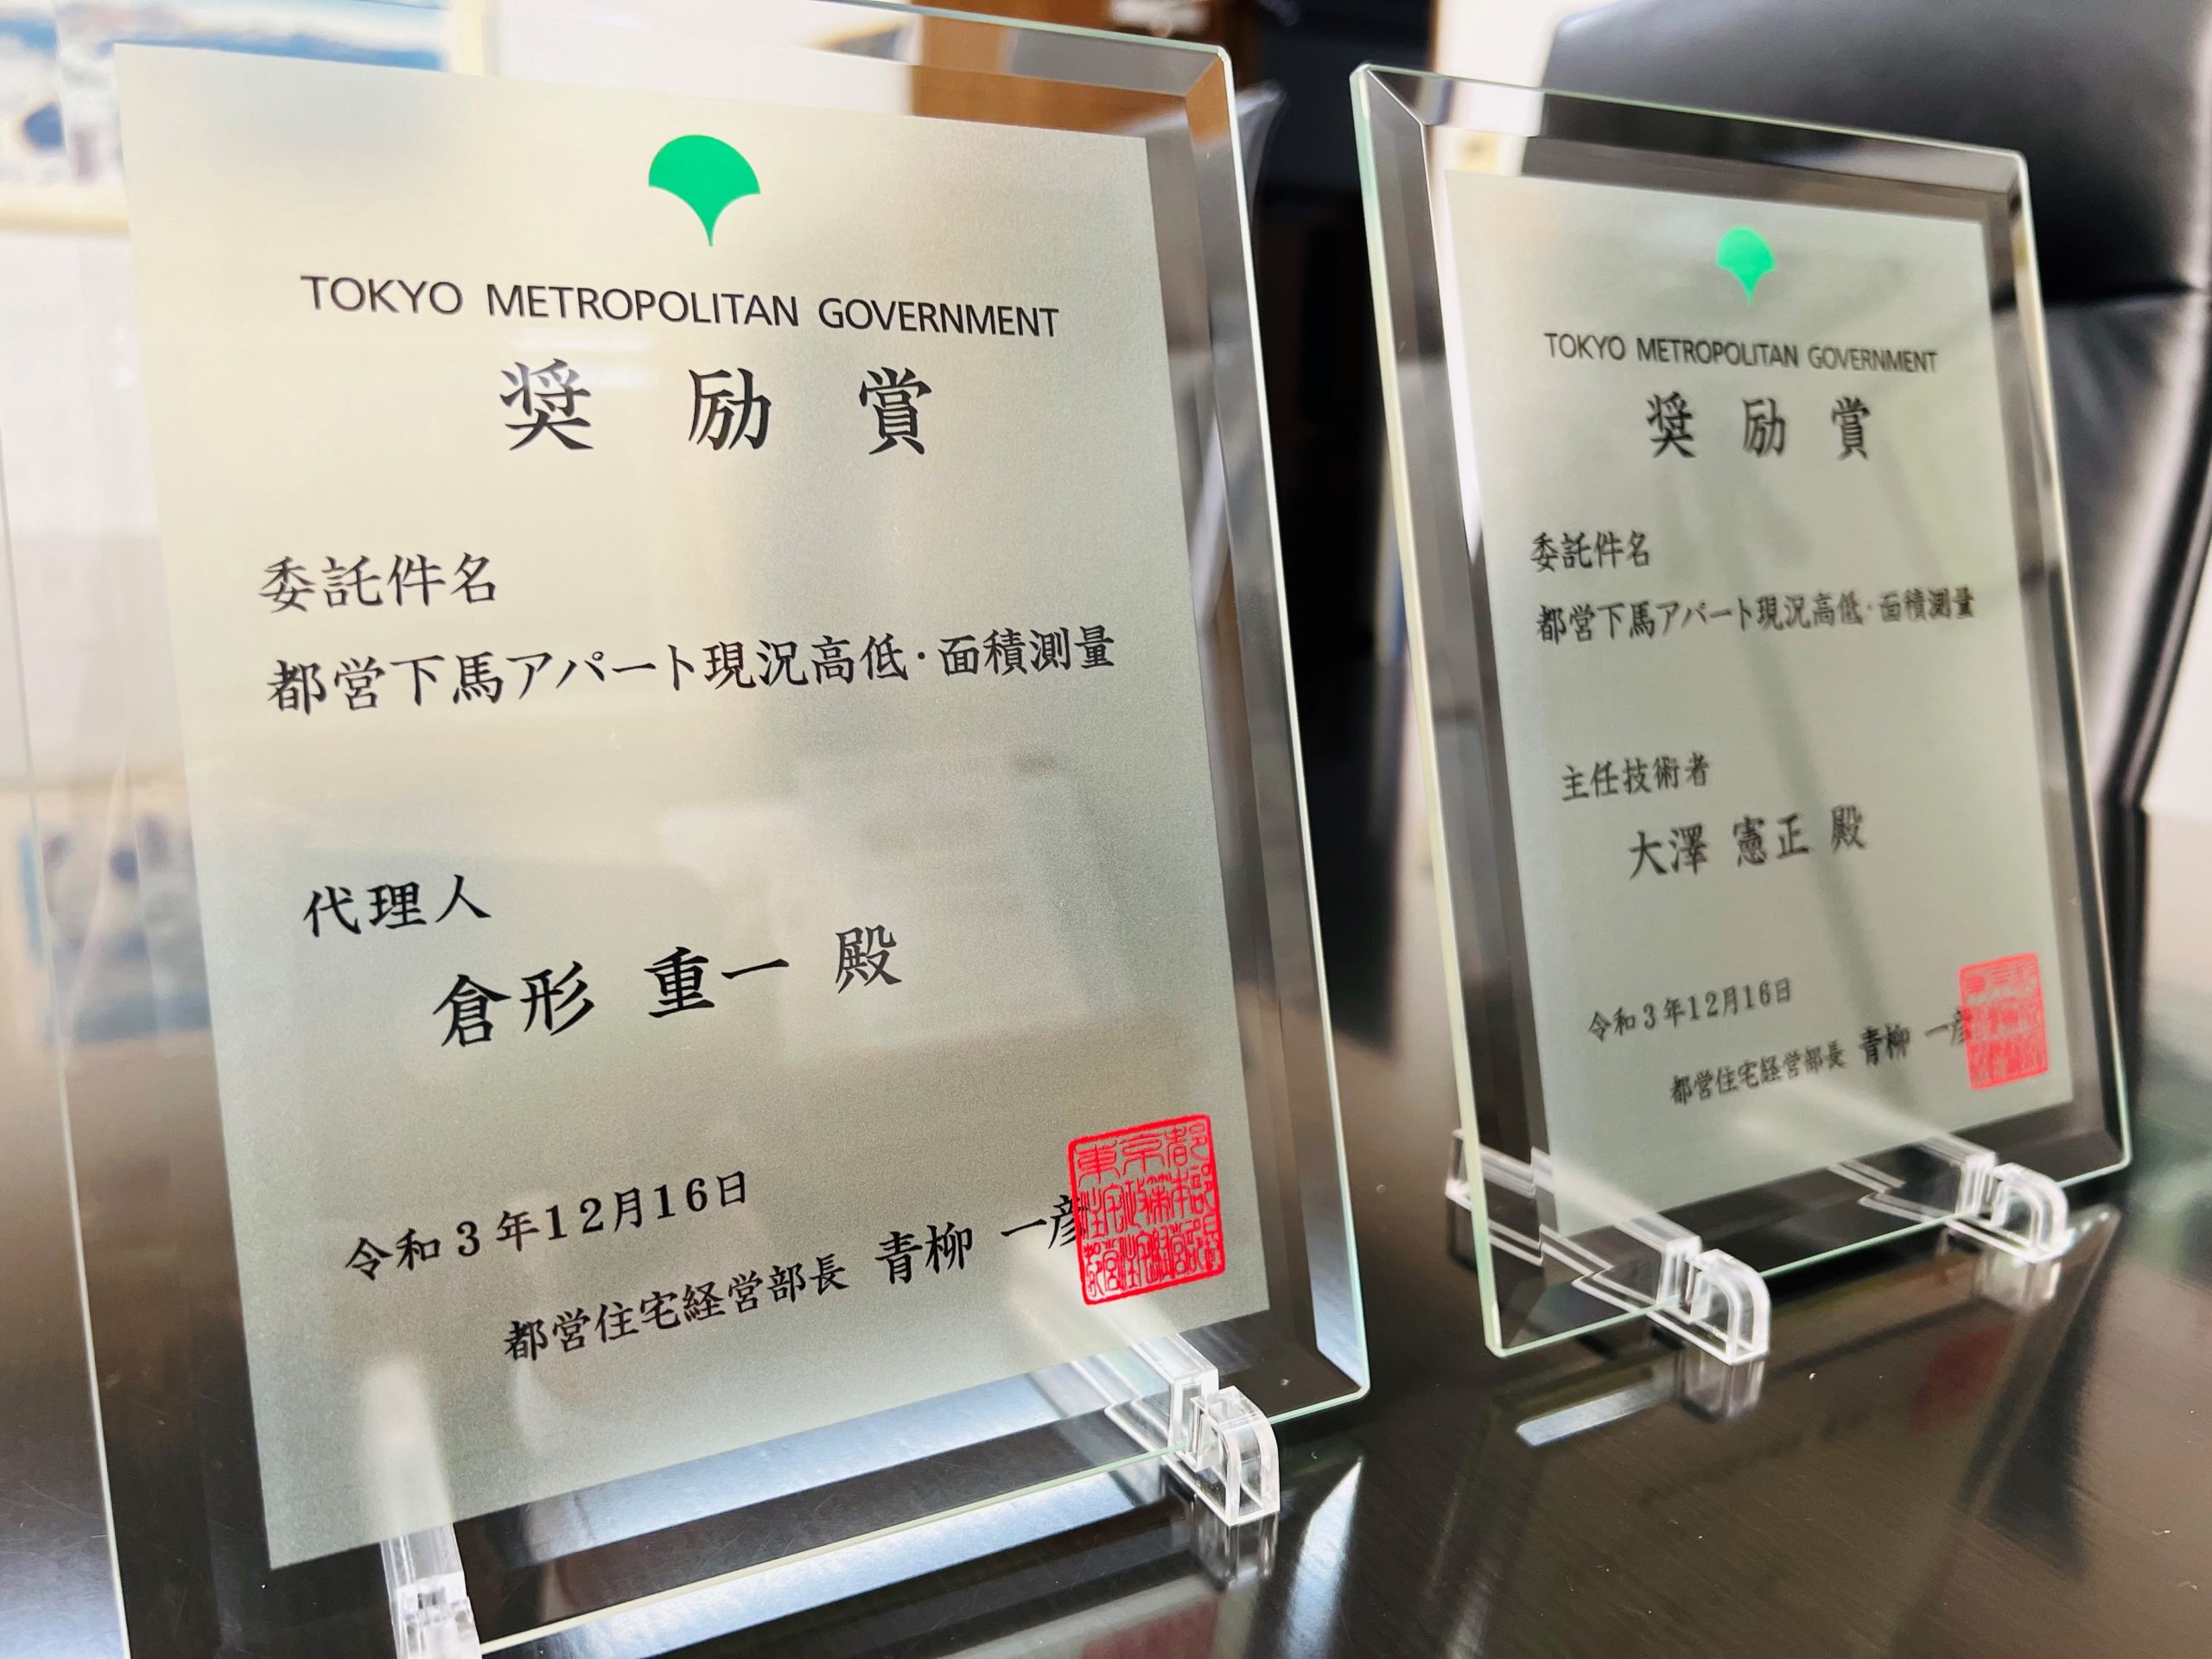 TOKYO METROPOLITAN GOVERNMENT
奨励賞
委託件名
都営下馬アパート現況高低・面積測量
代理人
倉形 重一 殿
令和3年12月16日
都営住宅経営部長 青柳 一彦
TOKYO METROPOLITAN GOVERNMENT
奨励賞
委託件名
都営下馬アパート現況高低・面積測量
主任技術者
大澤 憲正 殿
令和3年12月16日
都営住宅経営部長 青柳 一彦